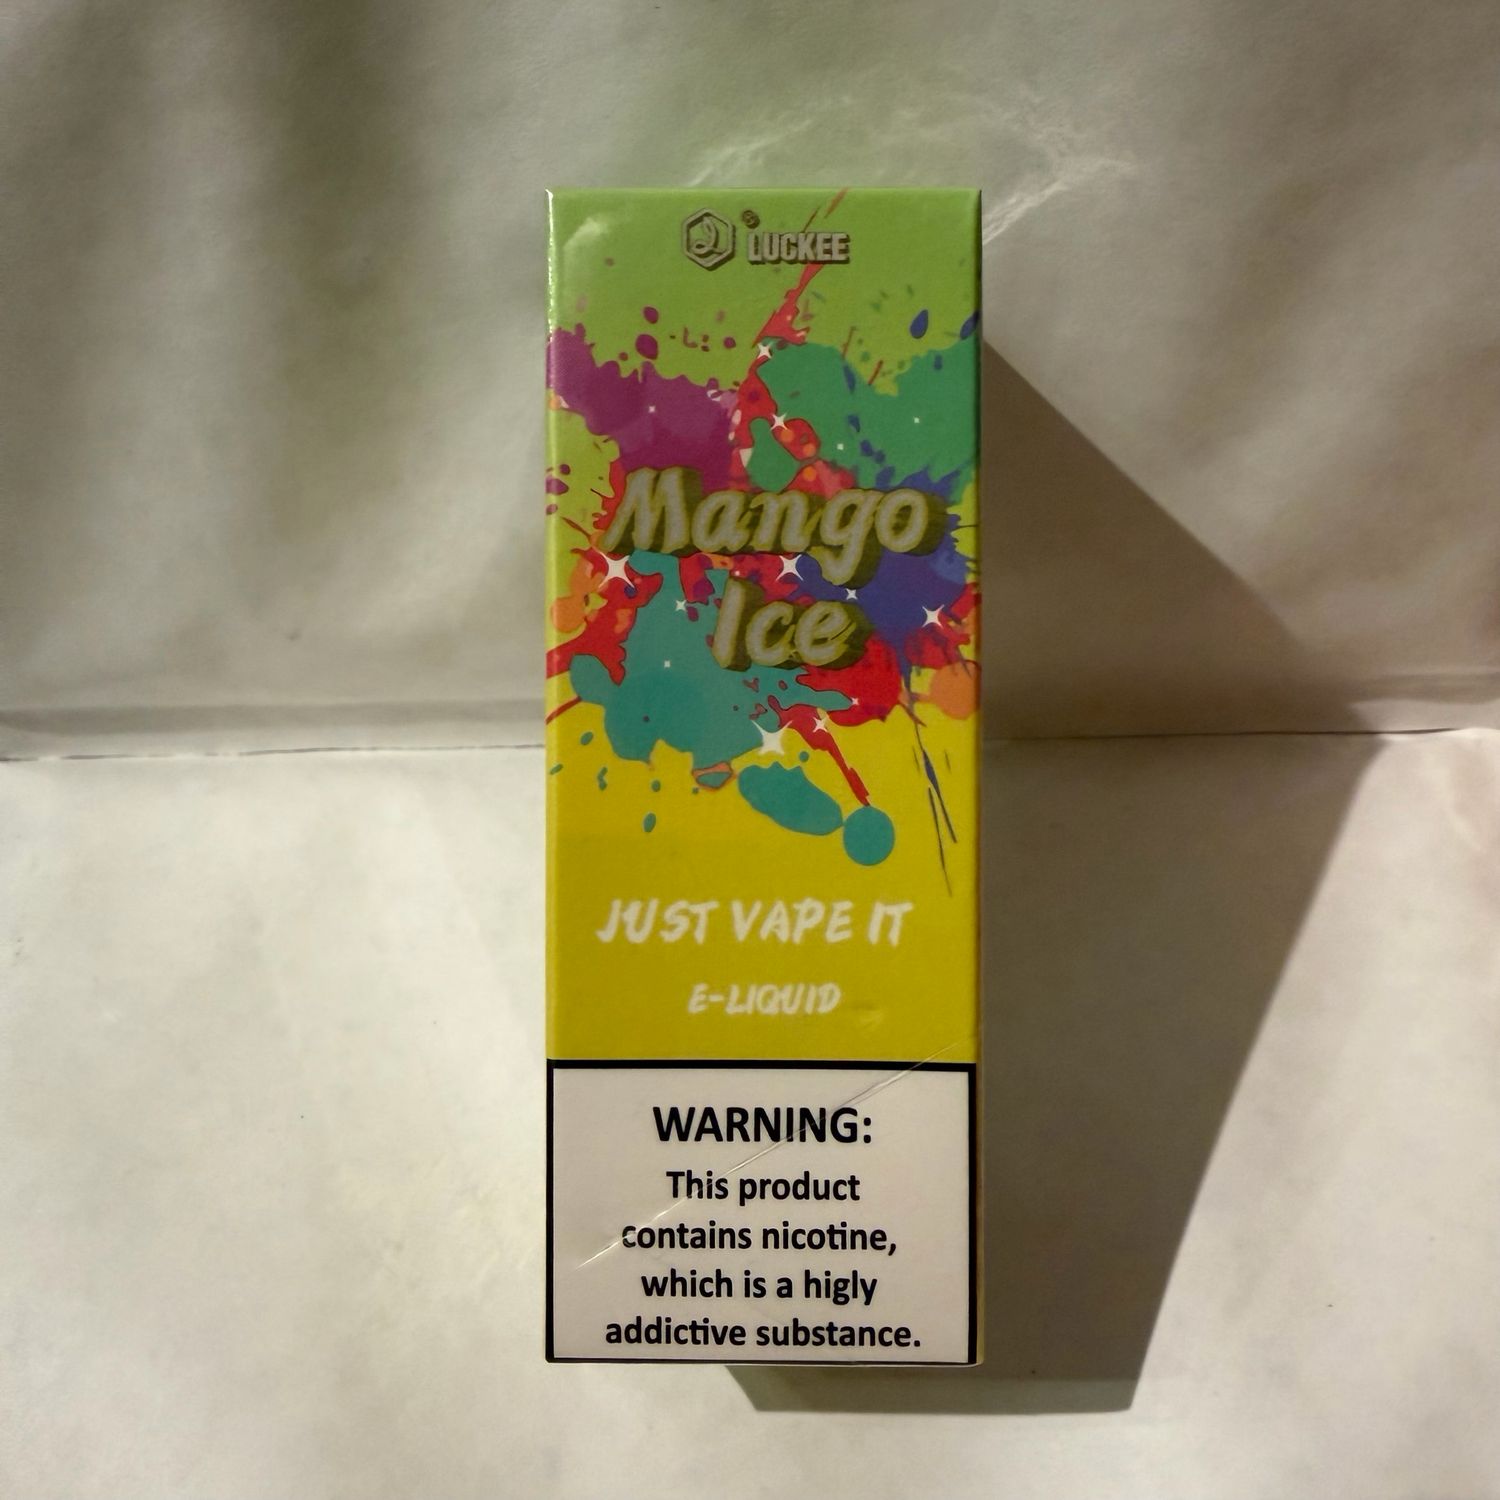 LUCKEE
Mango
Ice
JUST VAPE IT
E-LIQUID
WARNING:
This product
contains nicotine,
which is a higly
addictive substance.